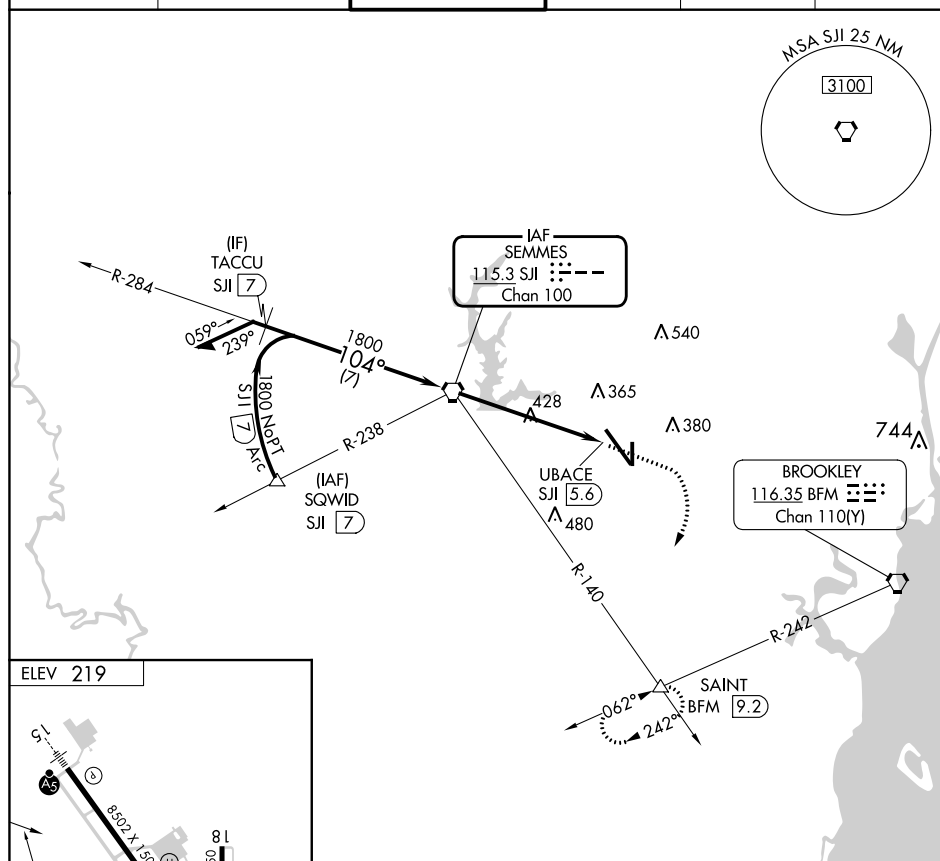 MSA SJI 25 NM
3100
(IF)
TACCU
SJI 7
R-284
059°
239°
1800
104°
(7)
1800 NoPT
SJI 7 Arc
R-238
(IAF)
SQWID
SJI 7
IAF
SEMMES
115.3 SJI
Chan 100
540
365
428
380
744
UBACE
SJI 5.6
480
BROOKLEY
116.35 BFM
Chan 110(Y)
R-140
R-242
SAINT
BFM 9.2
062°
242°
ELEV 219
15
A5
P
8502 X 150
18